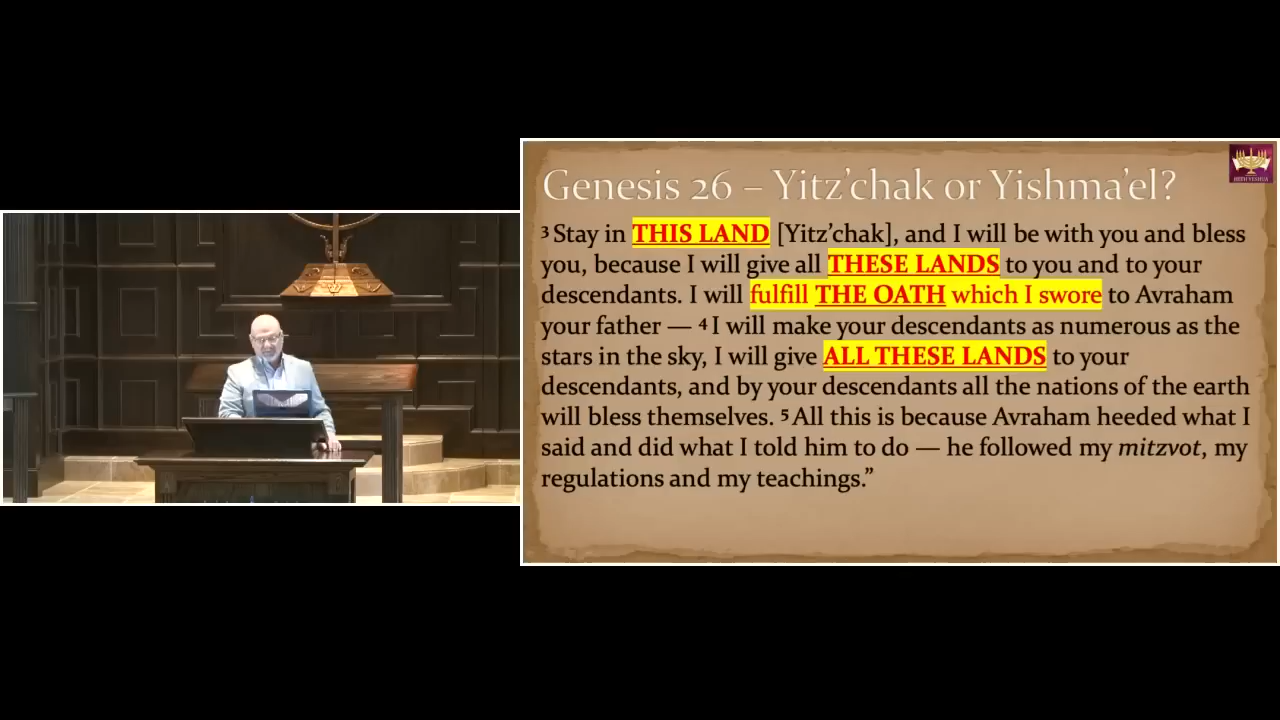 Genesis 26 – Yitz’chak or Yishma’el?
3 Stay in THIS LAND [Yitz’chak], and I will be with you and bless
you, because I will give all THESE LANDS to you and to your
descendants. I will fulfill THE OATH which I swore to Avraham
your father — 4 I will make your descendants as numerous as the
stars in the sky, I will give ALL THESE LANDS to your
descendants, and by your descendants all the nations of the earth
will bless themselves. 5 All this is because Avraham heeded what I
said and did what I told him to do — he followed my mitzvot, my
regulations and my teachings.”
BETH YESHUA